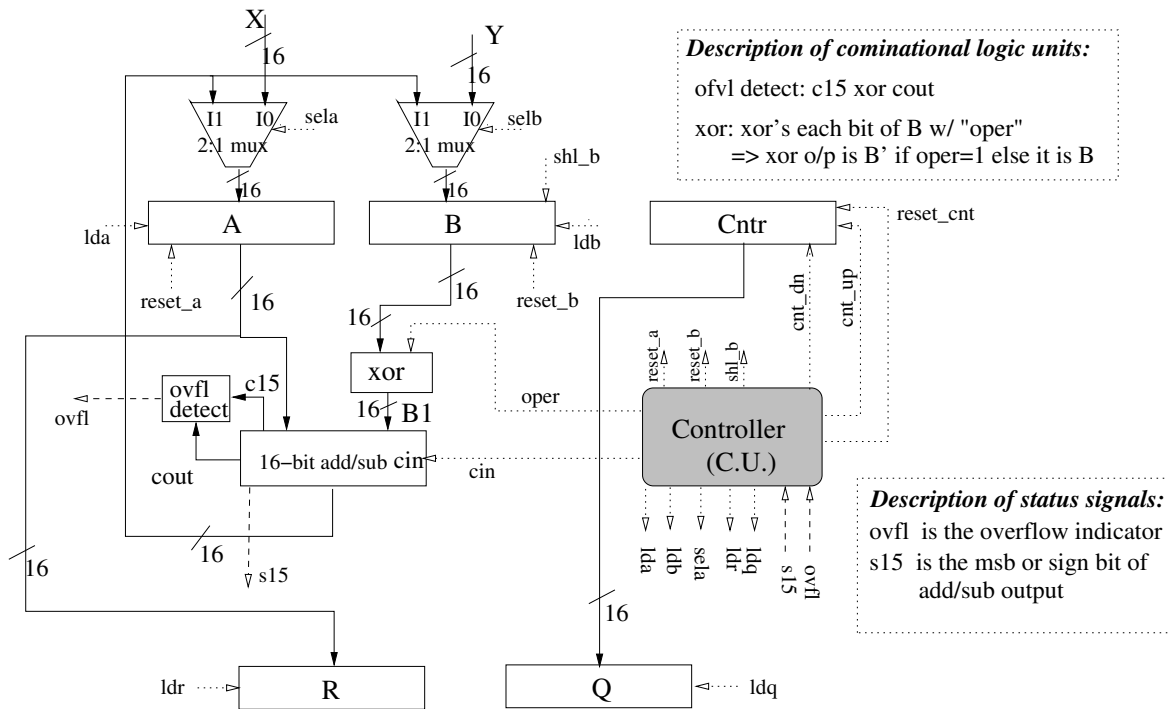 X
Y
16
16
Description of cominational logic units:
ofvl detect: c15 xor cout
xor: xor's each bit of B w/ "oper"
=> xor o/p is B' if oper=1 else it is B
I1 I0
2:1 mux
sela
I1 I0
2:1 mux
selb
shl_b
16
16
A
B
Cntr
lda
ldb
reset_cnt
reset_a
reset_b
16
16
16
cnt_dn
cnt_up
reset_a
reset_b
shl_b
xor
oper
ovfl
detect
c15
ovfl
16
B1
Controller
(C.U.)
16-bit add/sub cin
cout
cin
16
16
s15
lda
ldb
sela
ldr
ldq
s15
ovfl
Description of status signals:
ovfl is the overflow indicator
s15 is the msb or sign bit of
add/sub output
16
ldr
R
Q
ldq